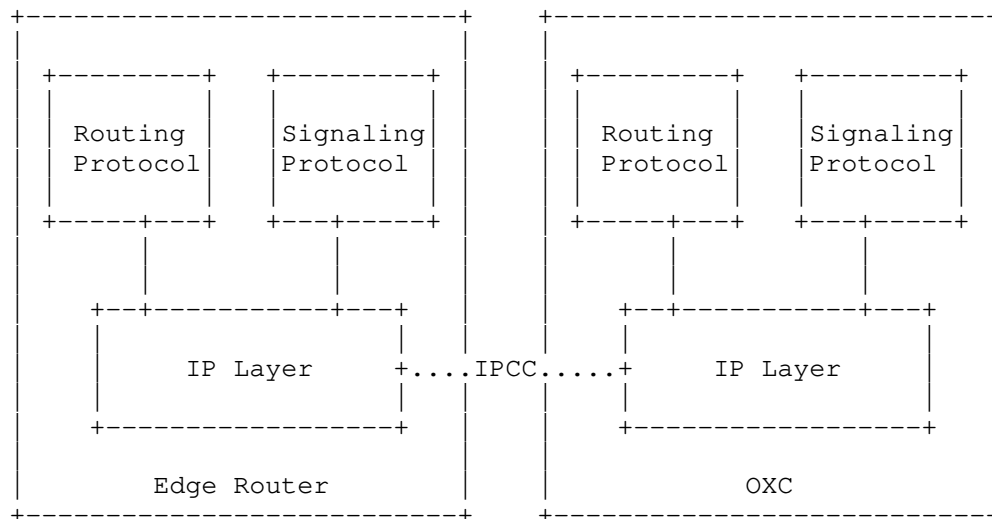 Routing Signaling Routing Signaling
Protocol Protocol Protocol Protocol
IP Layer +....IPCC.....+ IP Layer
Edge Router OXC